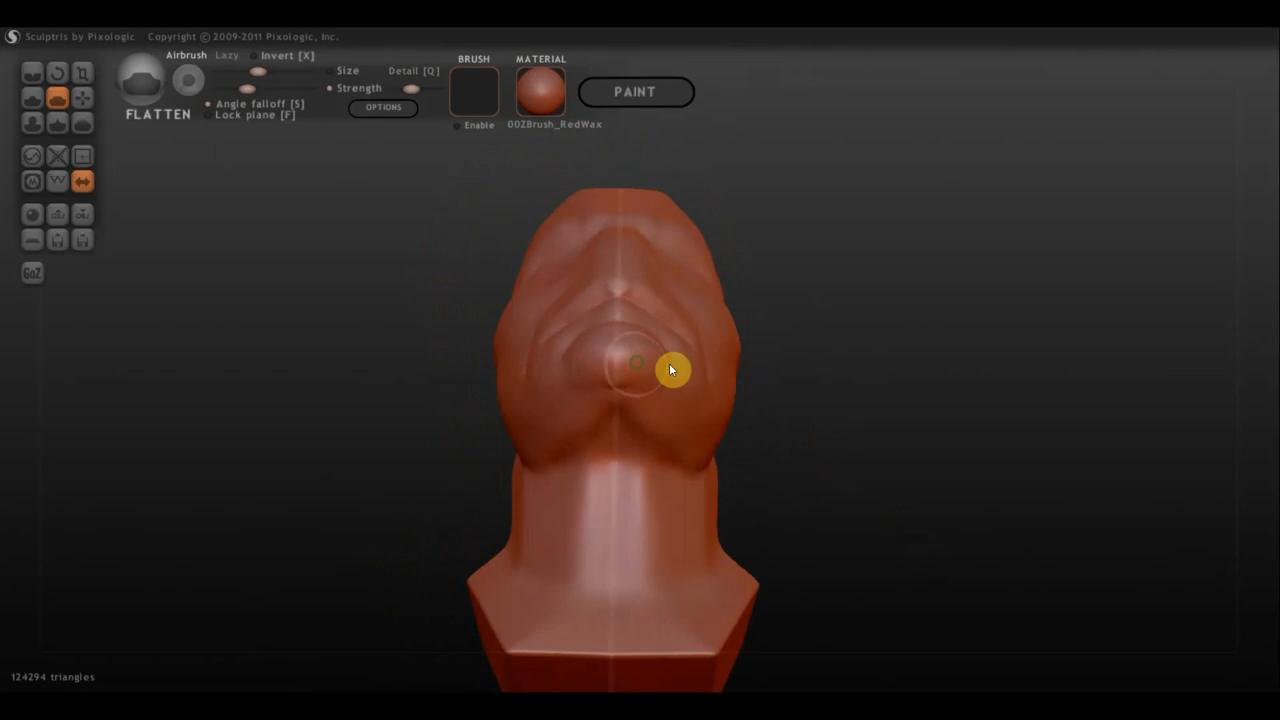 Sculptris by Pixologic Copyright © 2009-2011 Pixologic, Inc.
Airbrush Lazy Invert [X]
Size Detail [Q]
Strength
Angle falloff [S]
Lock plane [F]
FLATTEN
OPTIONS
BRUSH
Enable
MATERIAL
00ZBrush_RedWax
PAINT
GoZ
124294 triangles